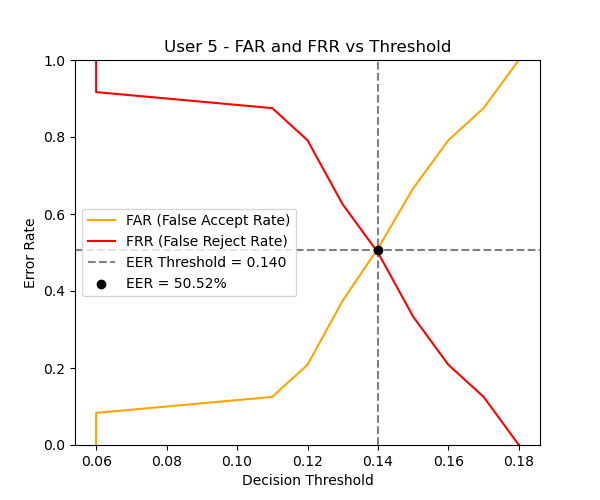 User 5 - FAR and FRR vs Threshold
1.0
0.8
0.6
0.4
0.2
0.0
Error Rate
FAR (False Accept Rate)
FRR (False Reject Rate)
EER Threshold = 0.140
EER = 50.52%
0.06 0.08 0.10 0.12 0.14 0.16 0.18
Decision Threshold